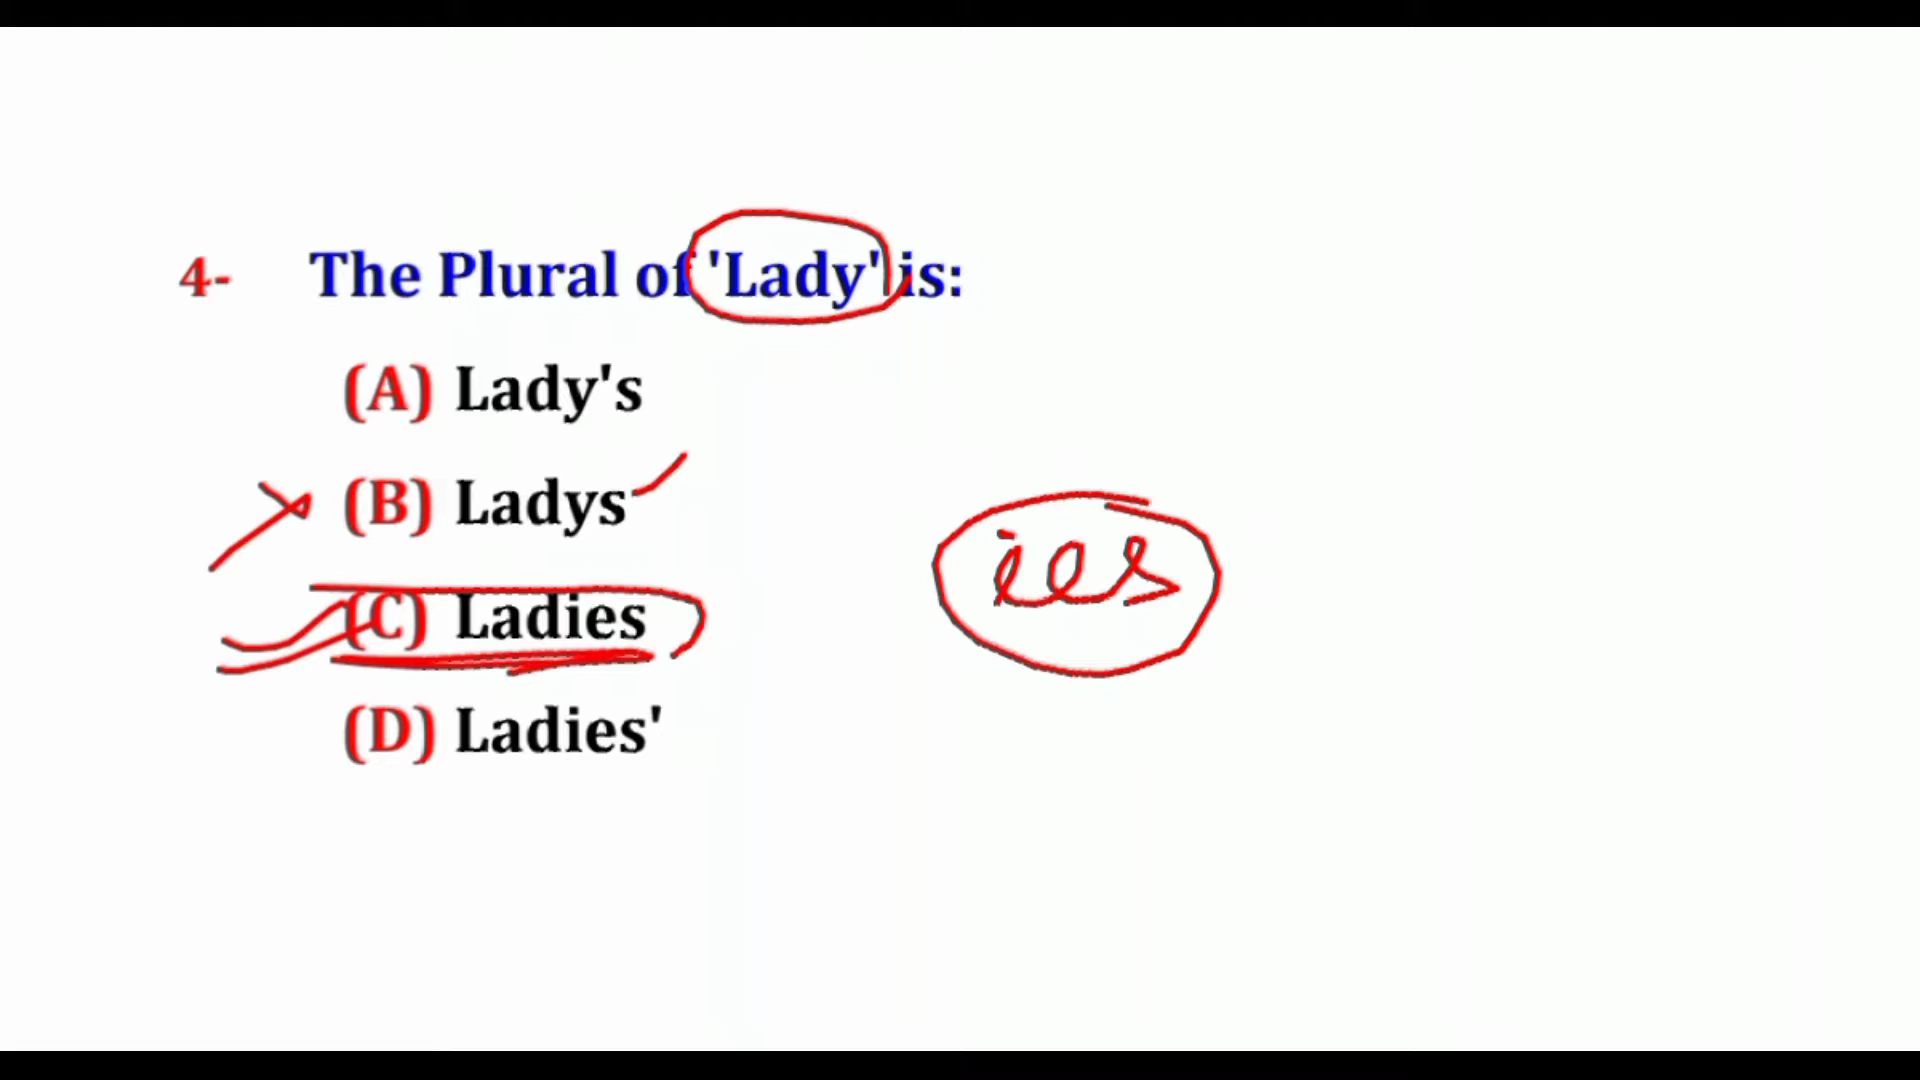 4- The Plural of 'Lady' is:
(A) Lady's
(B) Ladys
(C) Ladies
(D) Ladies'
ies